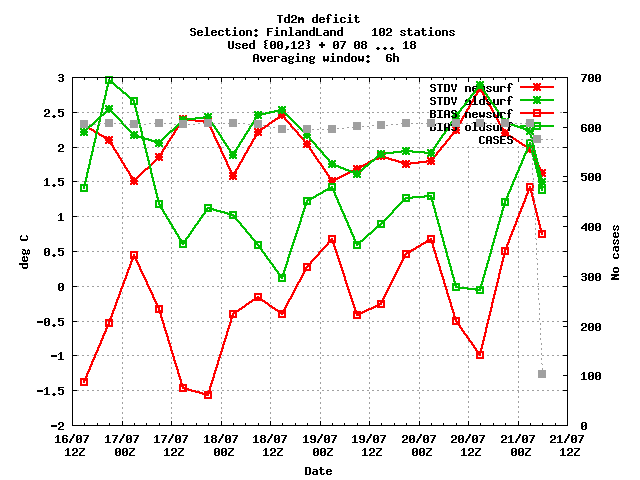 Td2m deficit
Selection: FinlandLand    102 stations
Used {00,12} + 07 08 ... 18
Averaging window:  6h
STDV newsurf
STDV oldsurf
BIAS newsurf
BIAS oldsurf
CASES
3
2.5
2
1.5
1
0.5
0
-0.5
-1
-1.5
-2
deg C
700
600
500
400
300
200
100
0
No cases
16/07 17/07 17/07 18/07 18/07 19/07 19/07 20/07 20/07 21/07 21/07
12Z 00Z 12Z 00Z 12Z 00Z 12Z 00Z 12Z 00Z 12Z
Date